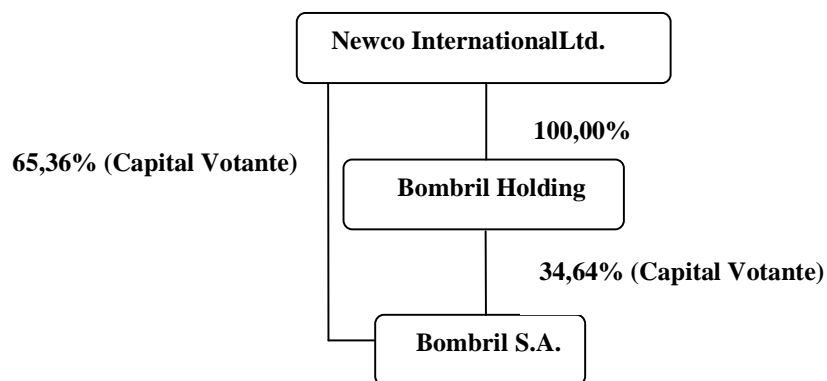 Newco InternationalLtd.
100,00%
65,36% (Capital Votante)
Bombril Holding
34,64% (Capital Votante)
Bombril S.A.